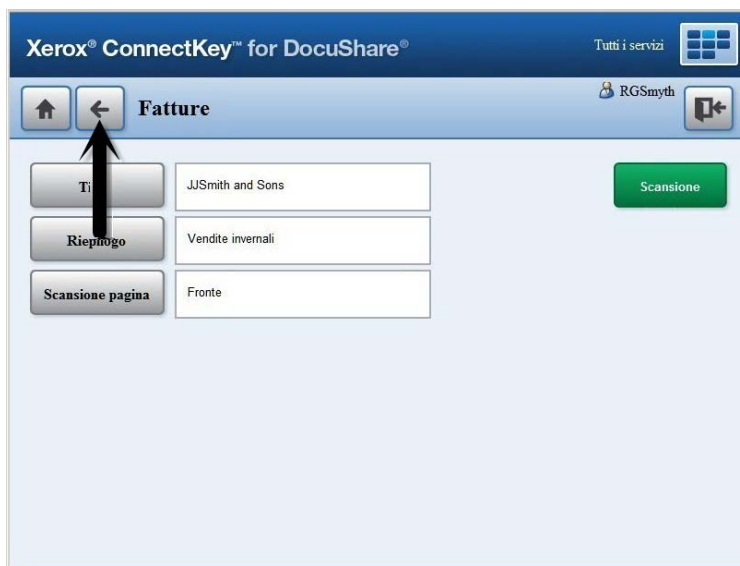 Xerox® ConnectKey™ for DocuShare®
Tutti i servizi
RGSmyth
Fatture
JJSmith and Sons
Scansione
Riepilogo
Vendite invernali
Scansione pagina
Fronte